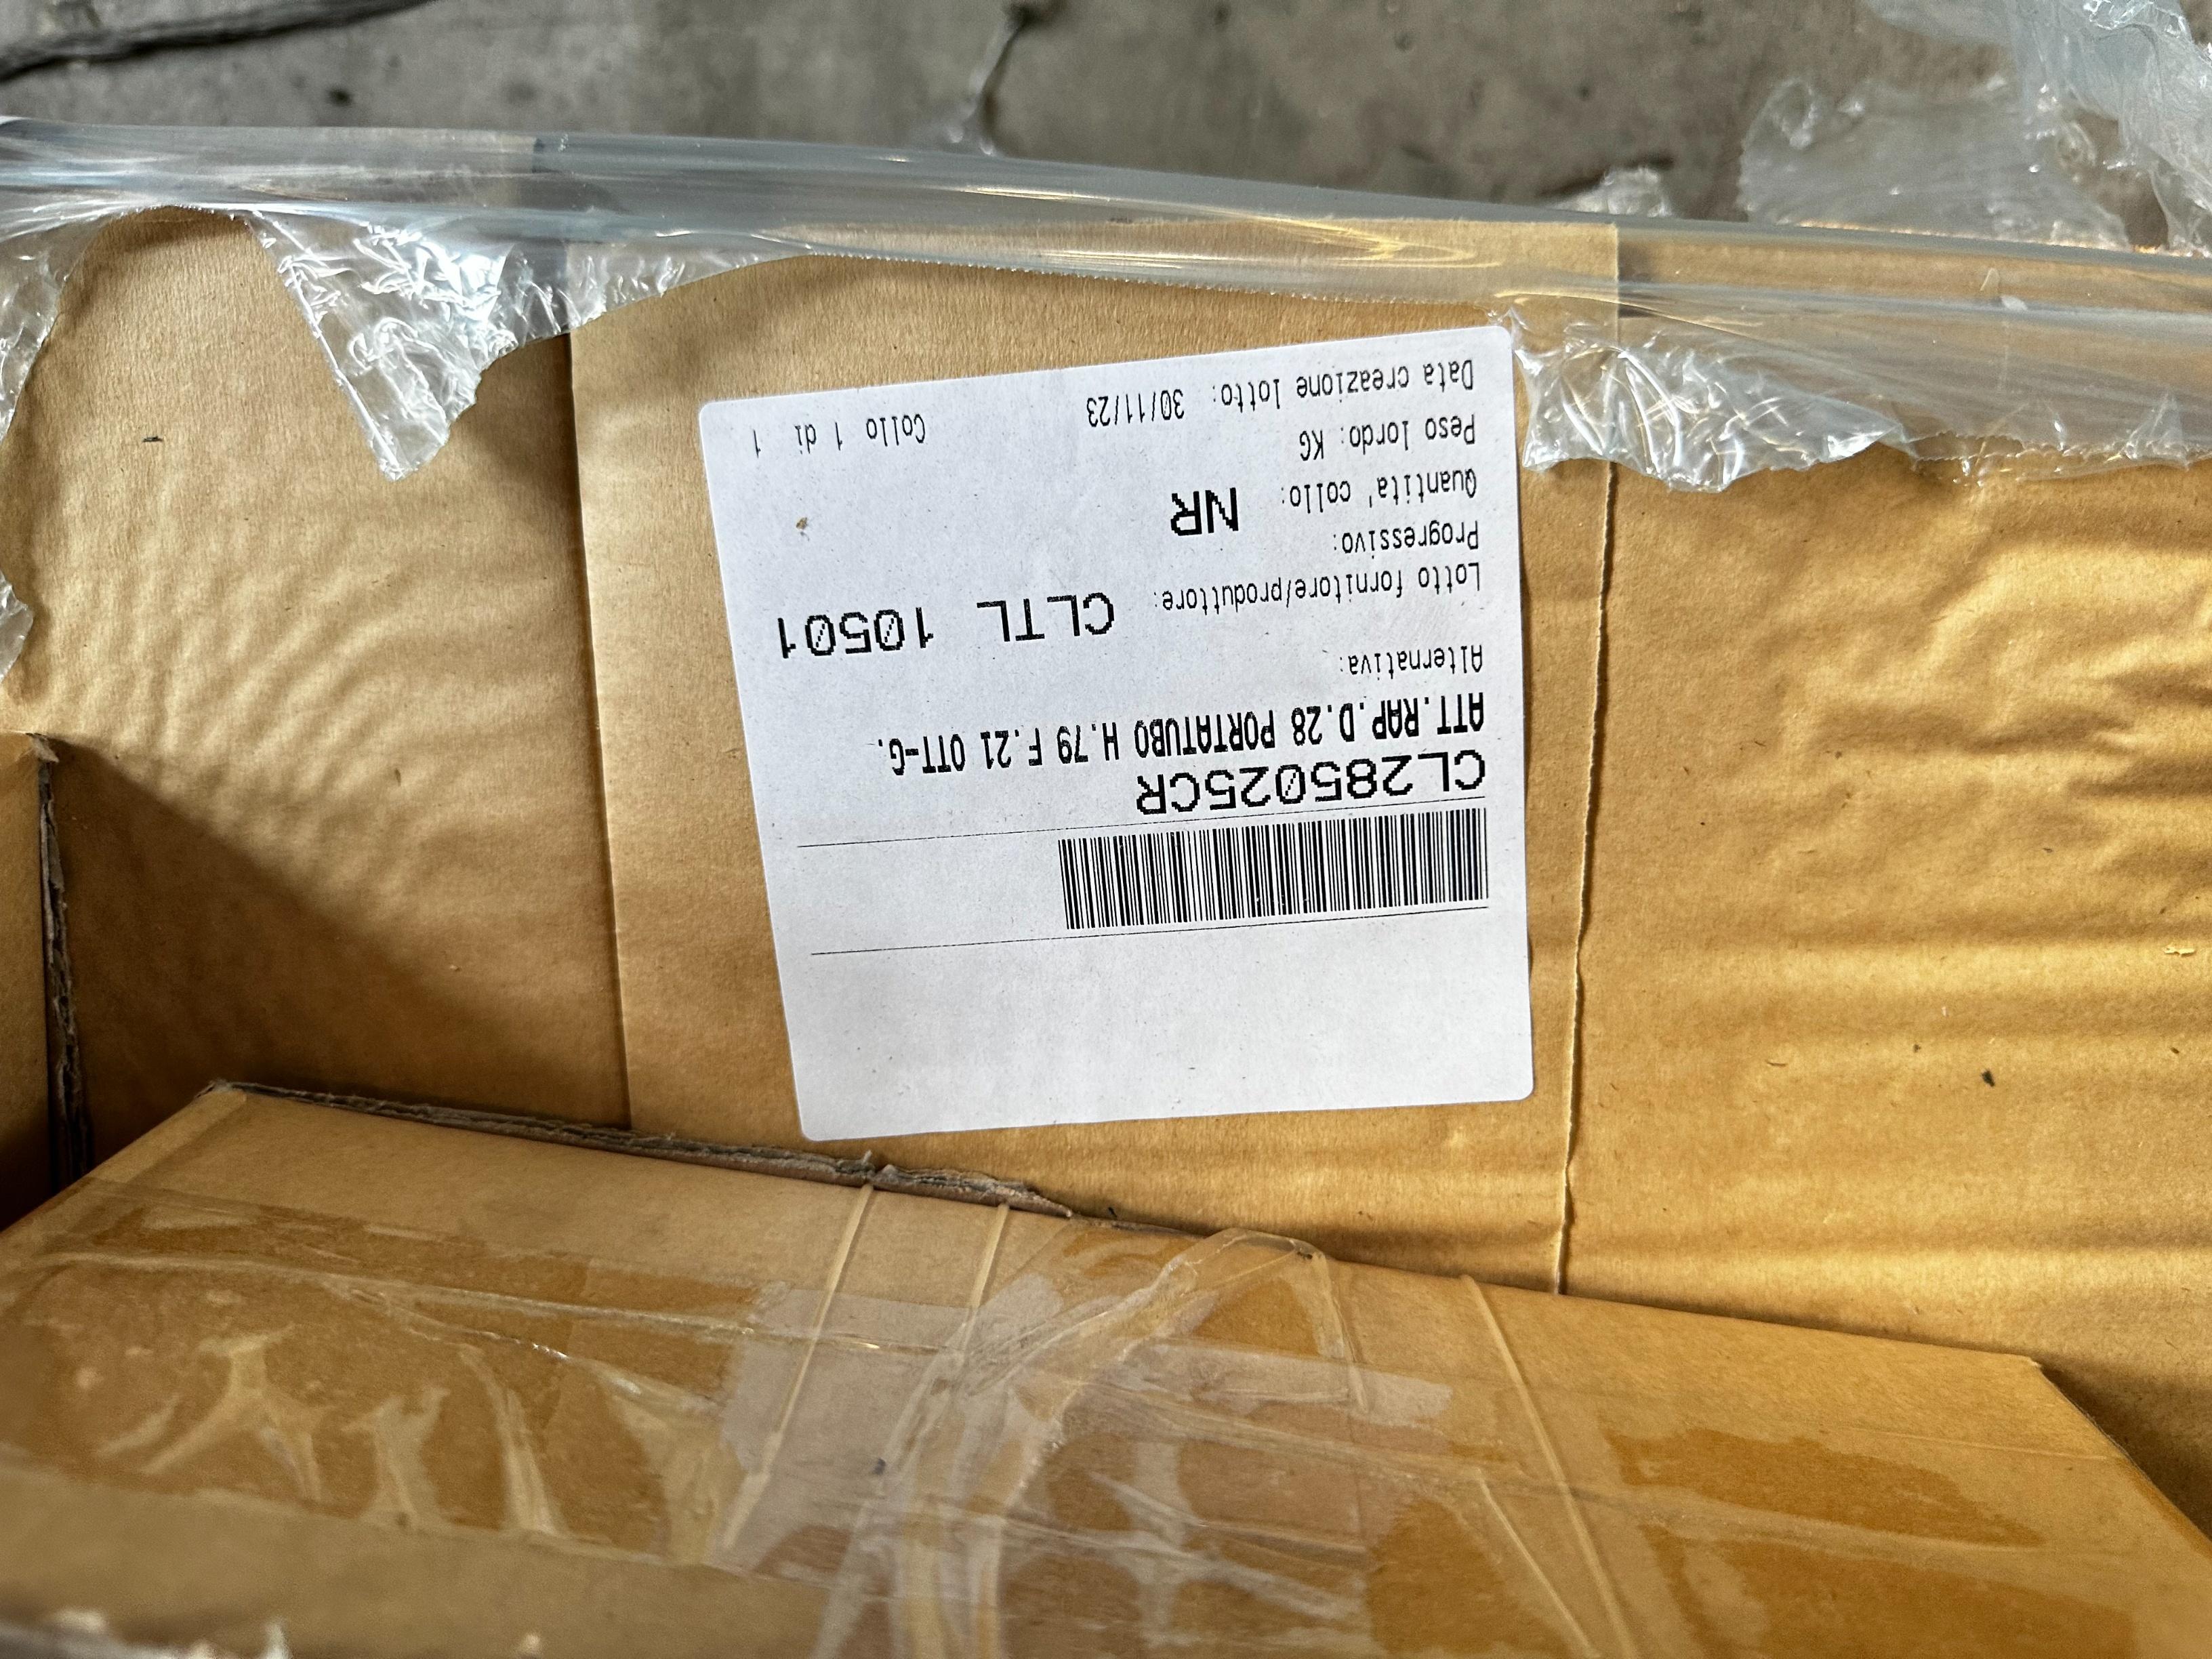 CL285025CR
ATT.RAP.D.28 PORTATUBO H.79 F.21 OTT-G.
Alternativa:
Lotto fornitore/produttore: CLTL 10501
Progressivo:
Quantita' collo: NR
Peso lordo: KG
Data creazione lotto: 30/11/23 Collo 1 di 1